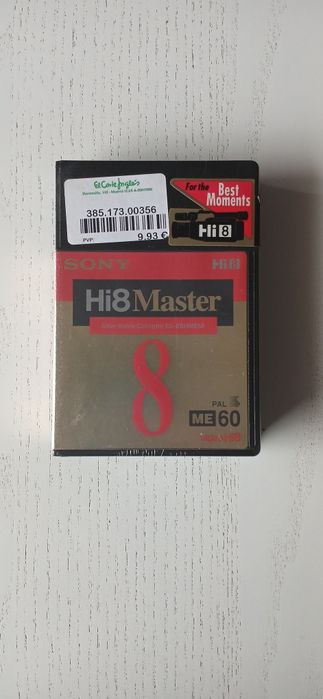 El Corte Inglés
385.173.00356
PVP.
9.93 €
For the
Best
Moments
Hi8
SONY
Hi8
Hi8 Master
8
PAL
ME 60